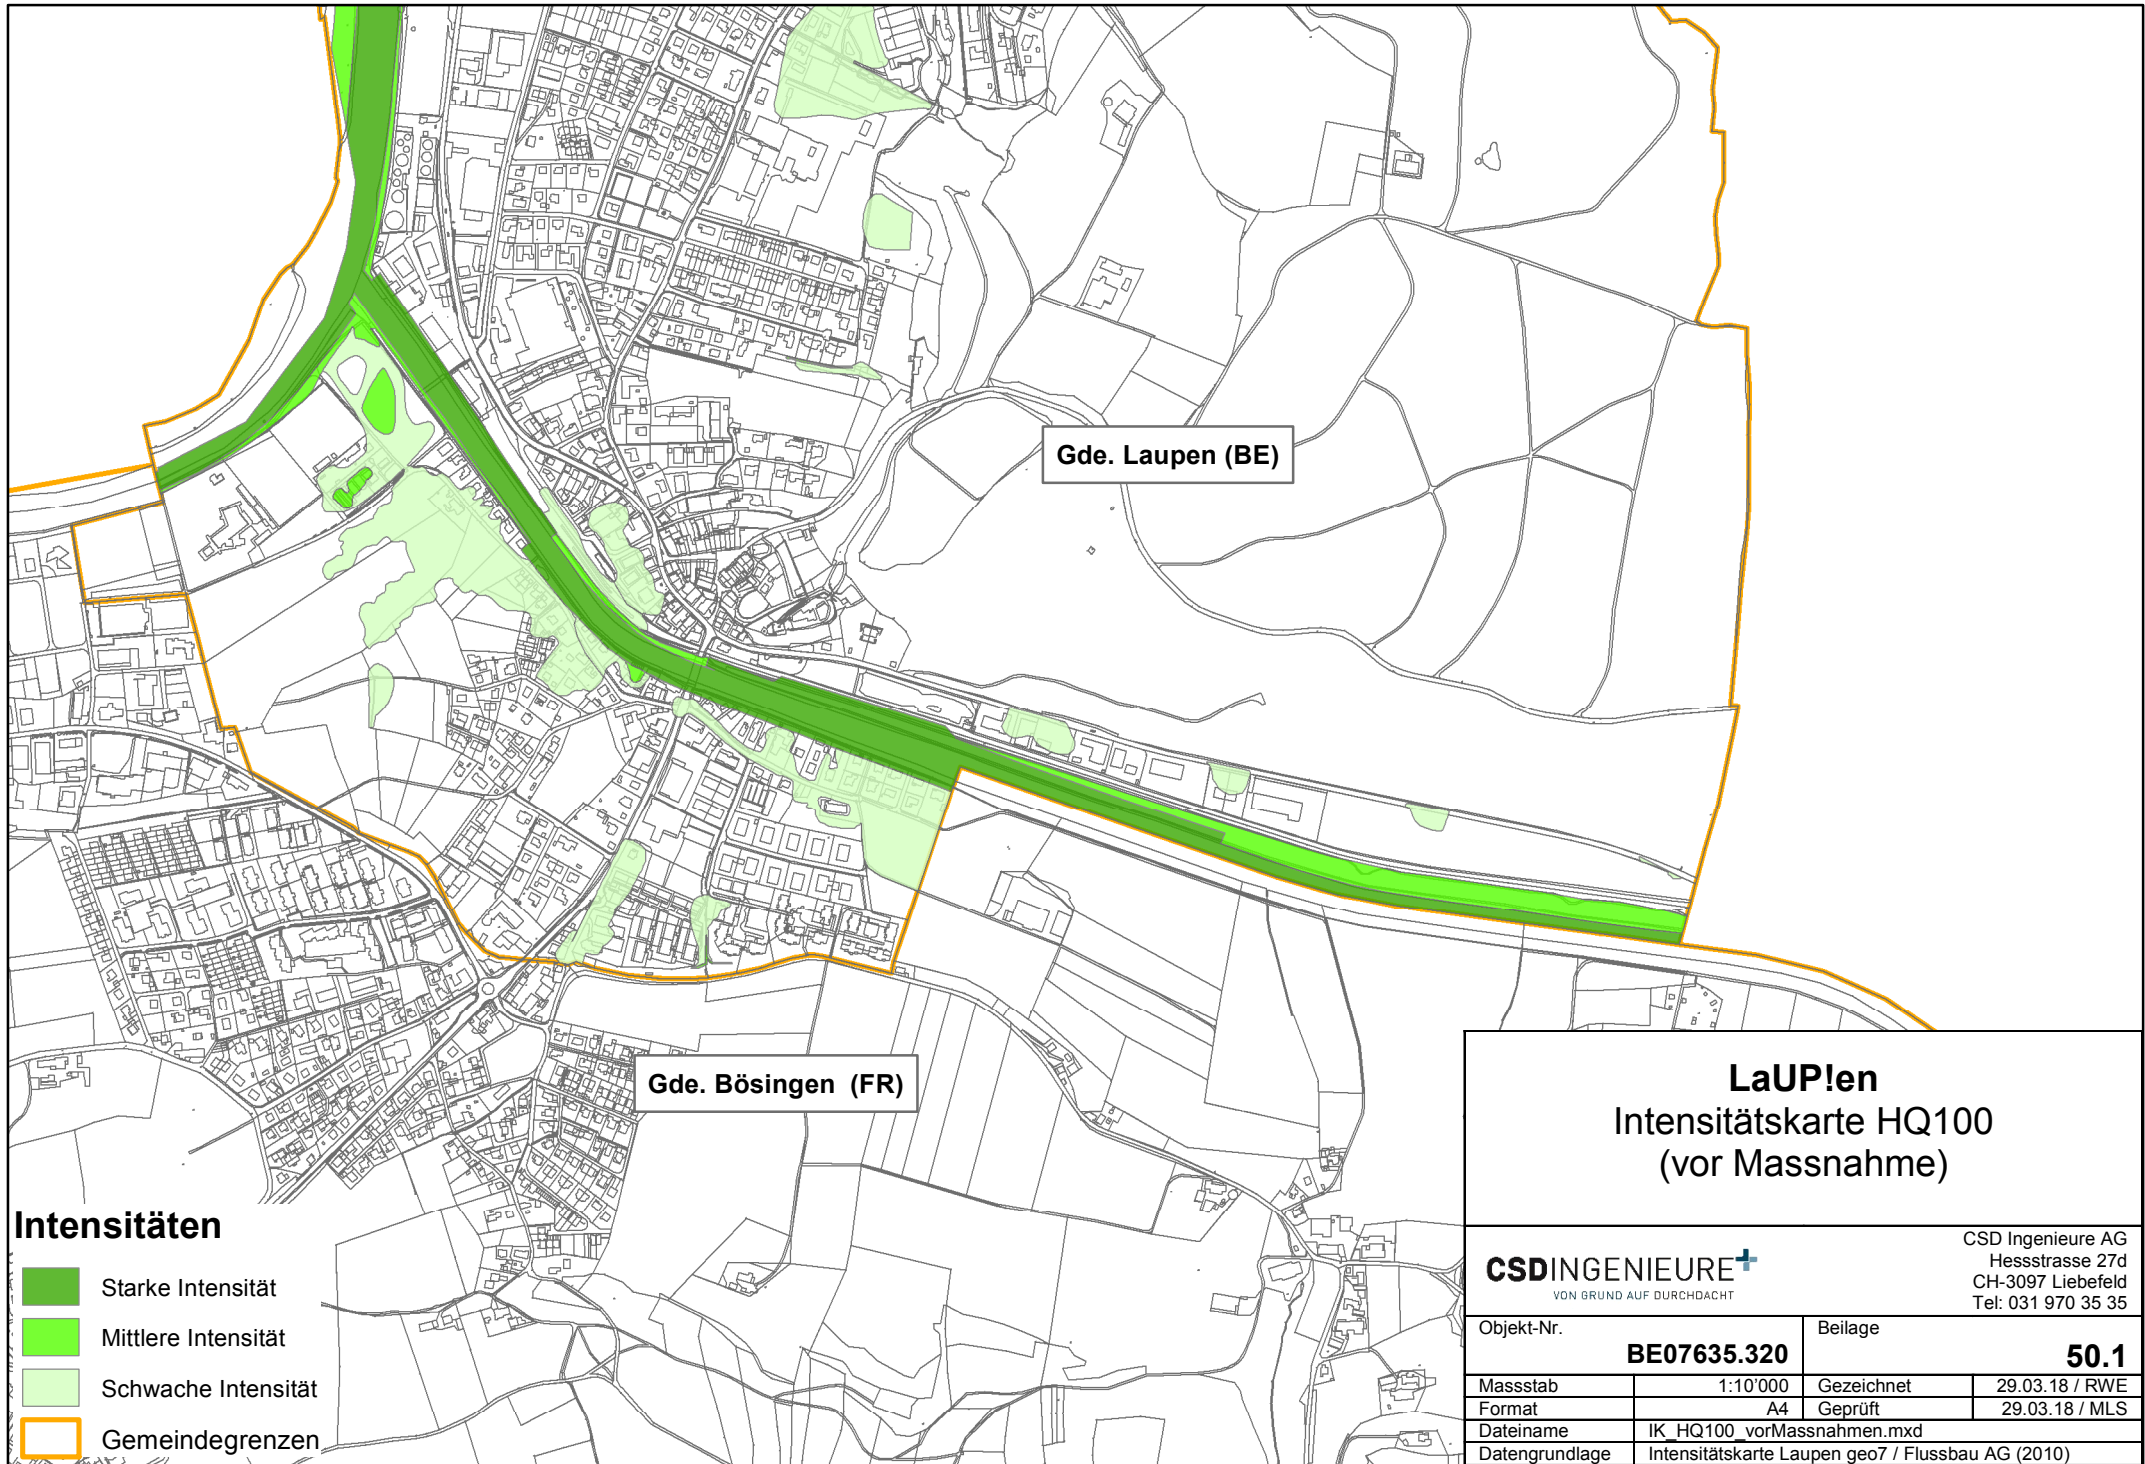 Gde. Laupen (BE)
Gde. Bösingen (FR)
Intensitäten
Starke Intensität
Mittlere Intensität
Schwache Intensität
Gemeindegrenzen
LaUP!en
Intensitätskarte HQ100
(vor Massnahme)
CSDINGENIEURE+
VON GRUND AUF DURCHDACHT
CSD Ingenieure AG
Hessstrasse 27d
CH-3097 Liebefeld
Tel: 031 970 35 35
Objekt-Nr. BE07635.320 Beilage 50.1
Massstab 1:10'000 Gezeichnet 29.03.18 / RWE
Format A4 Geprüft 29.03.18 / MLS
Dateiname IK_HQ100_vorMassnahmen.mxd
Datengrundlage Intensitätskarte Laupen geo7 / Flussbau AG (2010)